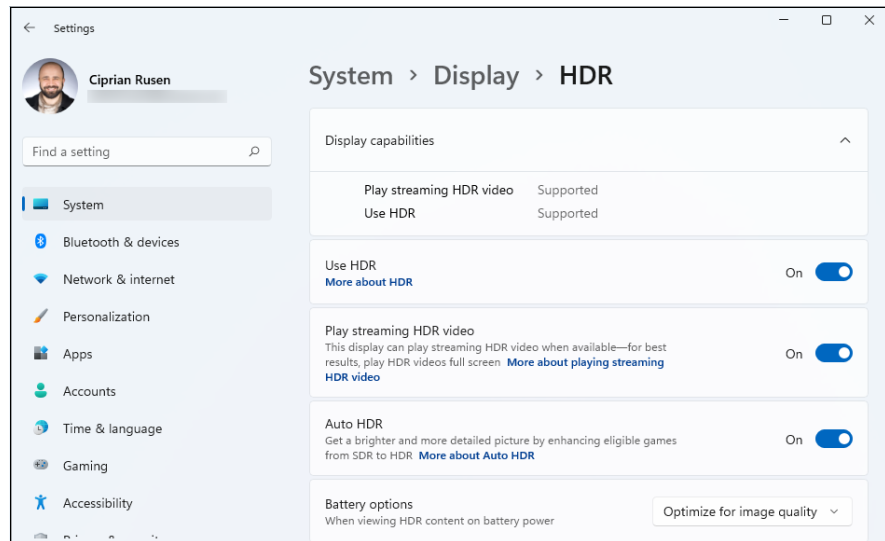 Settings
Ciprian Rusen
Find a setting
System
Bluetooth & devices
Network & internet
Personalization
Apps
Accounts
Time & language
Gaming
Accessibility
System › Display › HDR
Display capabilities
Play streaming HDR video Supported
Use HDR Supported
Use HDR
More about HDR
On
Play streaming HDR video
This display can play streaming HDR video when available—for best
results, play HDR videos full screen More about playing streaming
HDR video
On
Auto HDR
Get a brighter and more detailed picture by enhancing eligible games
from SDR to HDR More about Auto HDR
On
Battery options
When viewing HDR content on battery power
Optimize for image quality